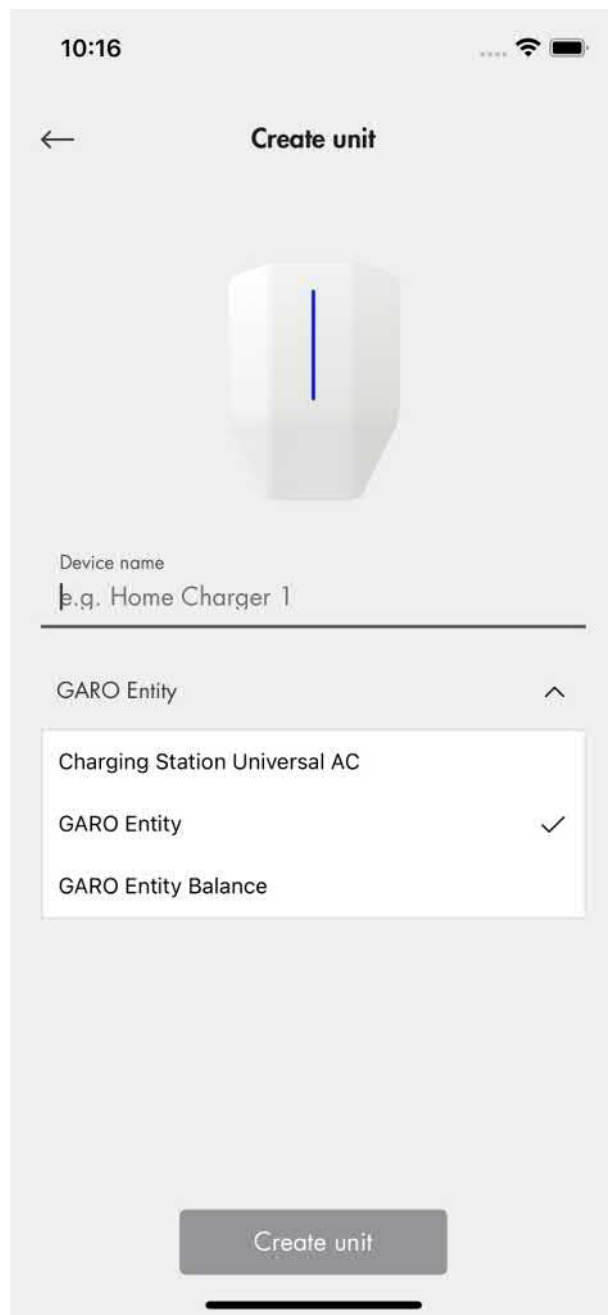 10:16
Create unit
Device name
e.g. Home Charger 1
GARO Entity
Charging Station Universal AC
GARO Entity
GARO Entity Balance
Create unit